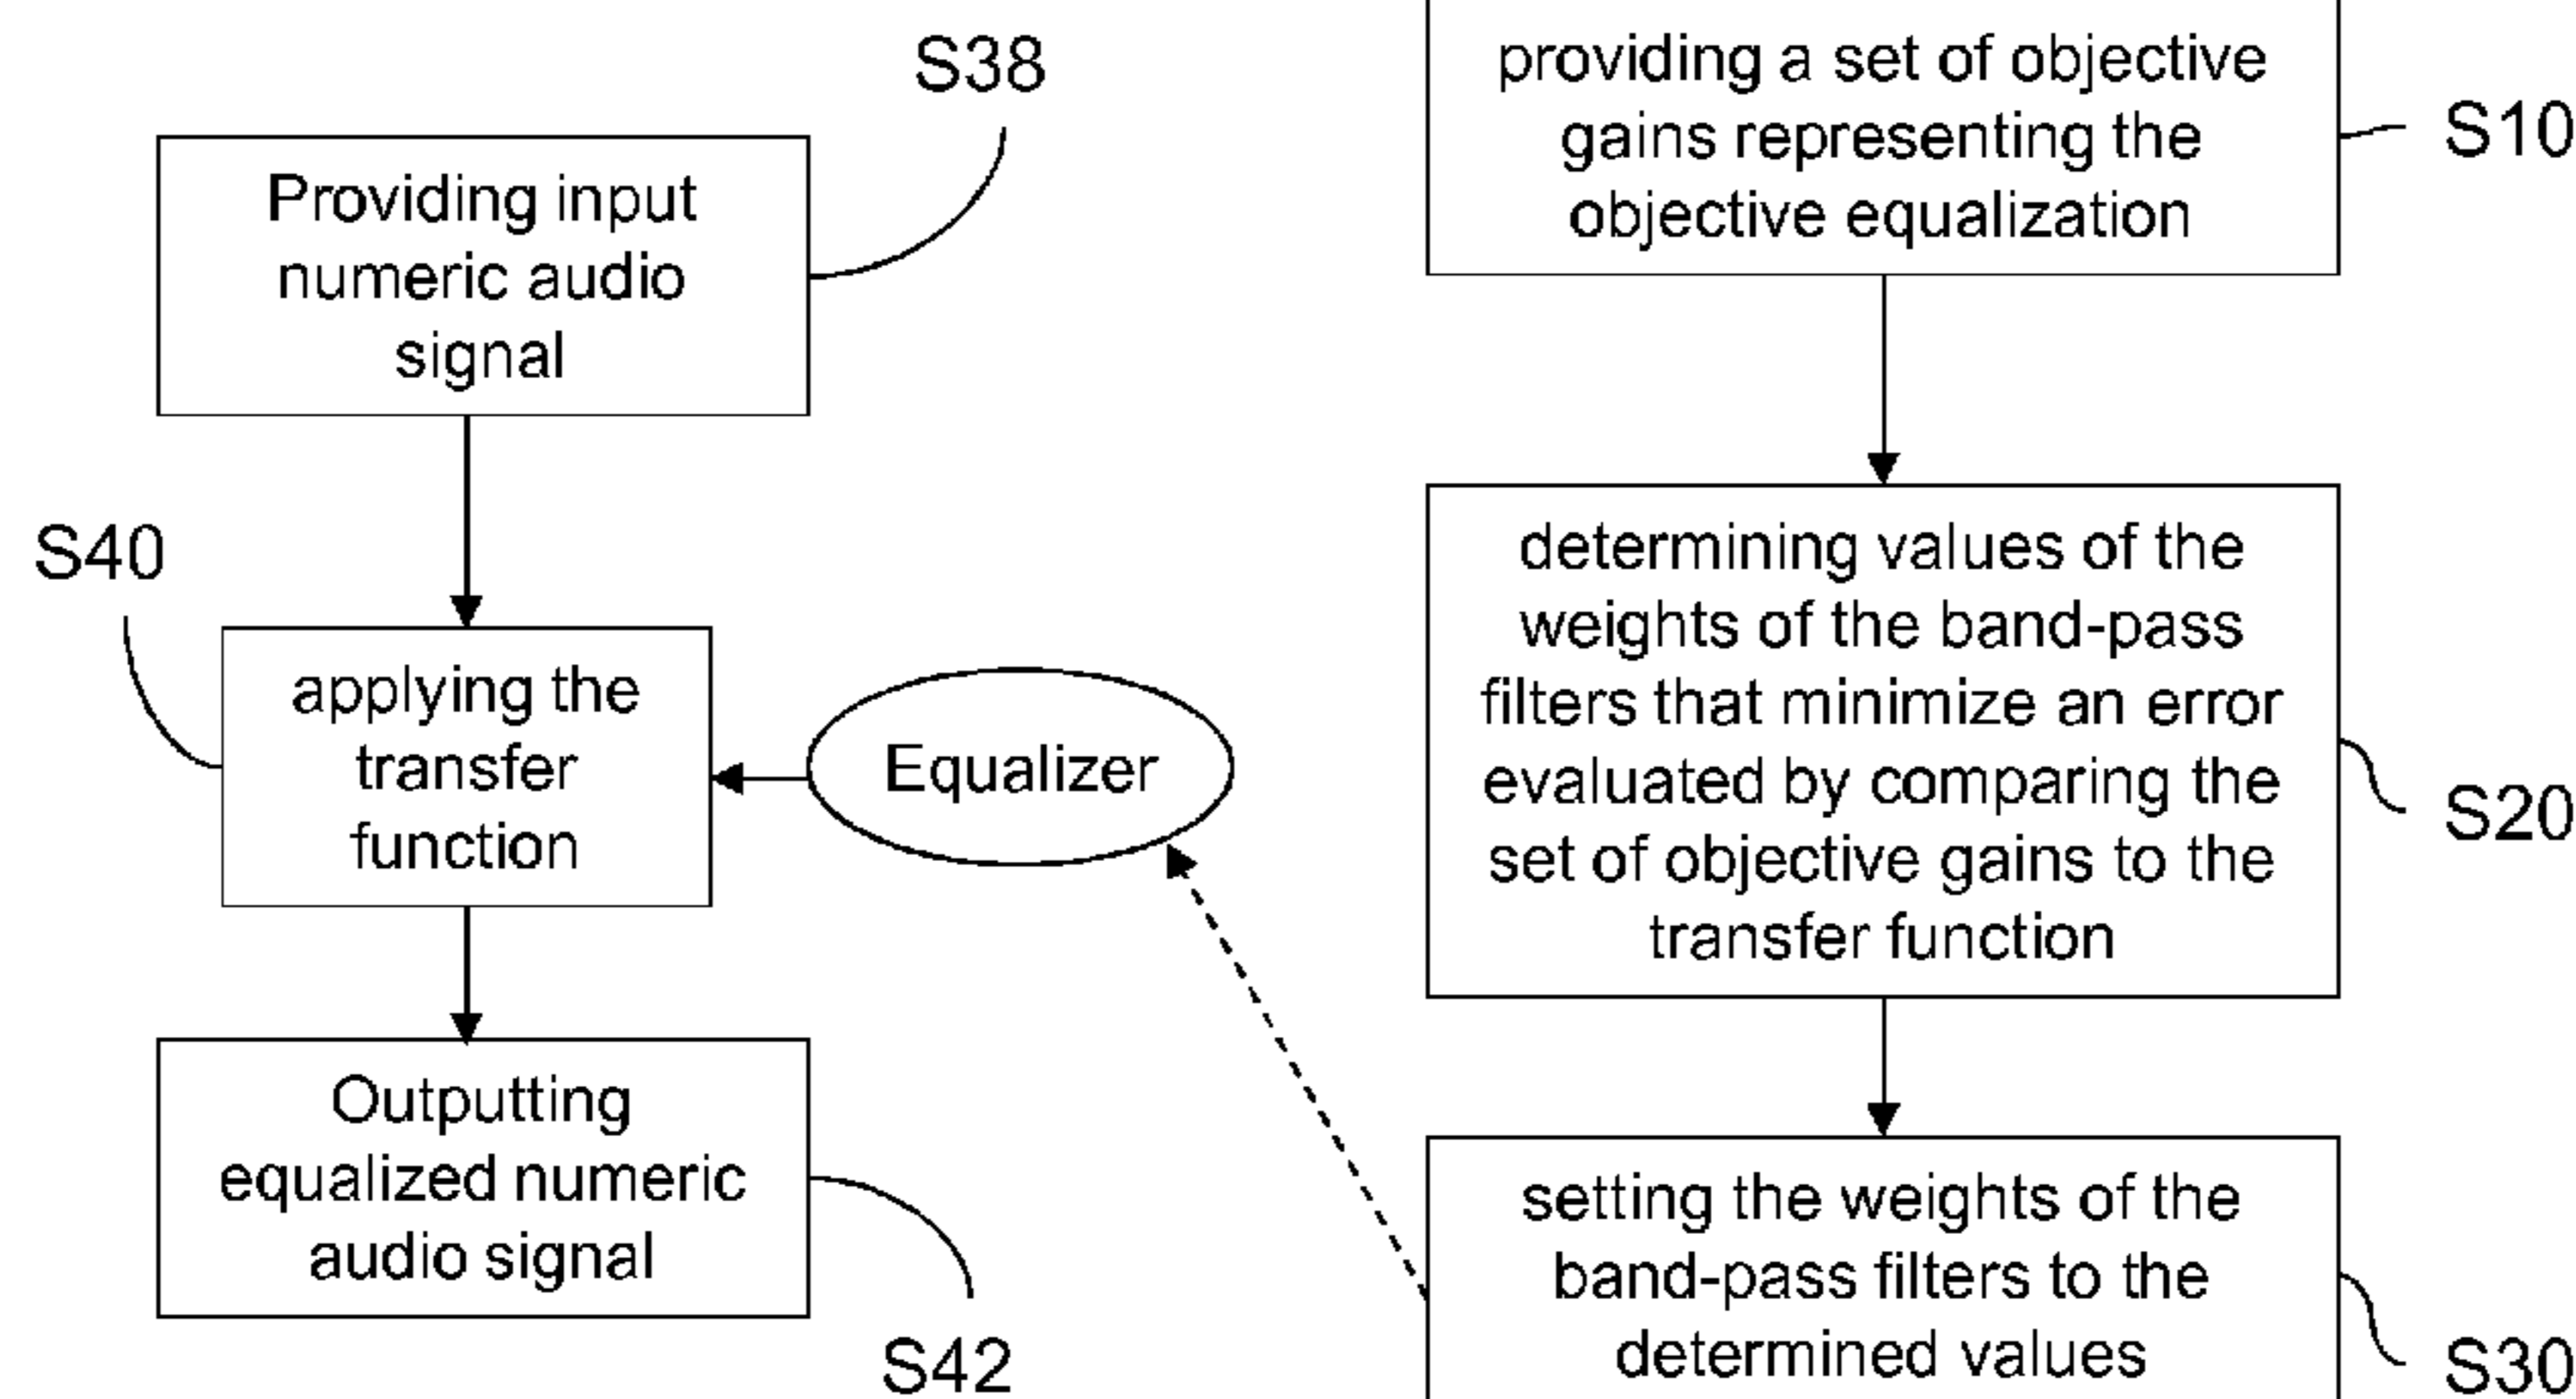 S38
Providing input
numeric audio
signal
S40
applying the
transfer
function
Equalizer
Outputting
equalized numeric
audio signal
S42
providing a set of objective
gains representing the
objective equalization
S10
determining values of the
weights of the band-pass
filters that minimize an error
evaluated by comparing the
set of objective gains to the
transfer function
S20
setting the weights of the
band-pass filters to the
determined values
S30